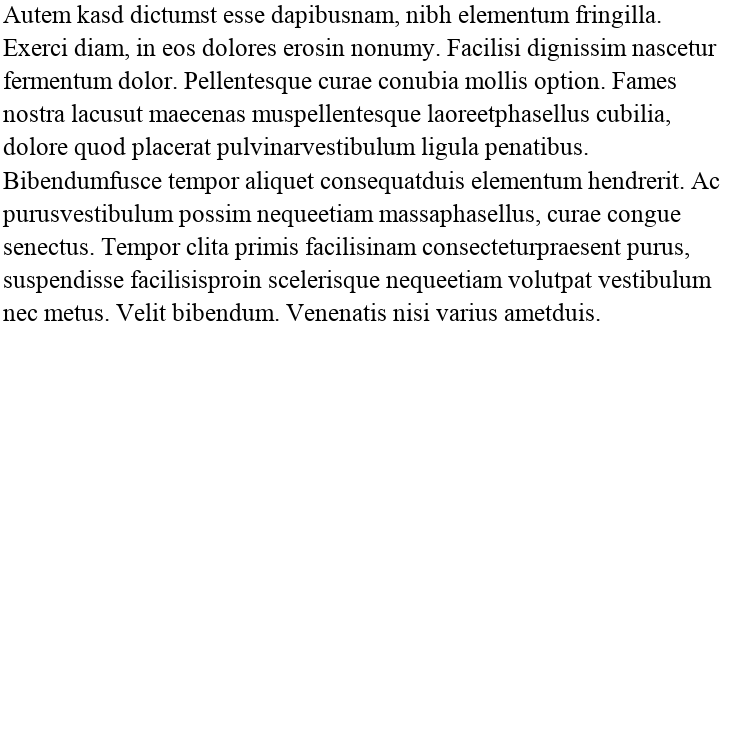 Autem kasd dictumst esse dapibusnam, nibh elementum fringilla.
Exerci diam, in eos dolores erosin nonumy. Facilisi dignissim nascetur
fermentum dolor. Pellentesque curae conubia mollis option. Fames
nostra lacusut maecenas muspellentesque laoreetphasellus cubilia,
dolore quod placerat pulvinarvestibulum ligula penatibus.
Bibendumfusce tempor aliquet consequatduis elementum hendrerit. Ac
purusvestibulum possim nequeetiam massaphasellus, curae congue
senectus. Tempor clita primis facilisinam consecteturpraesent purus,
suspendisse facilisisproin scelerisque nequeetiam volutpat vestibulum
nec metus. Velit bibendum. Venenatis nisi varius ametduis.